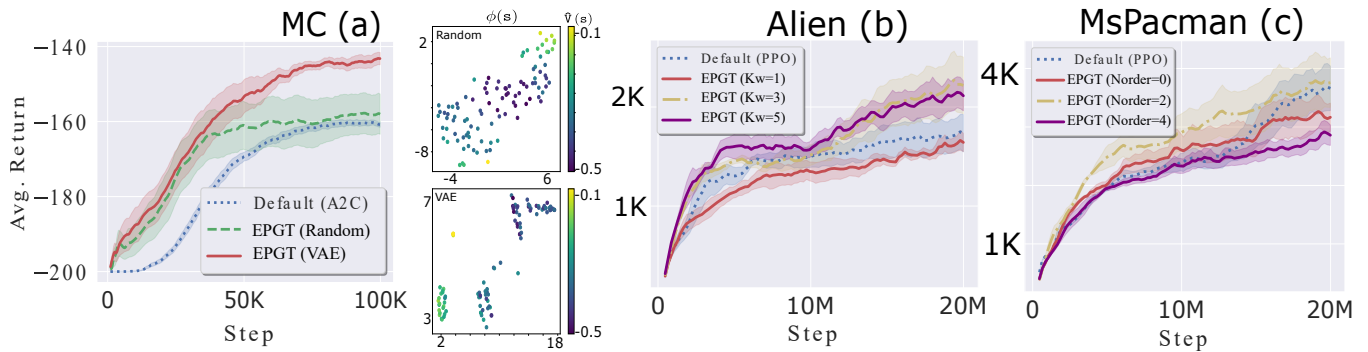 MC (a)
Avg. Return
−140
−160
−180
−200
Default (A2C)
EPGT (Random)
EPGT (VAE)
0
50K
100K
Step
ϕ(s)
v̂(s)
Random
2
-8
-4
6
0.1
-0.5
VAE
7
3
2
18
0.1
-0.5
Alien (b)
Default (PPO)
EPGT (Kw=1)
EPGT (Kw=3)
EPGT (Kw=5)
2K
1K
0
10M
20M
Step
MsPacman (c)
Default (PPO)
EPGT (Norder=0)
EPGT (Norder=2)
EPGT (Norder=4)
4K
1K
0
10M
20M
Step